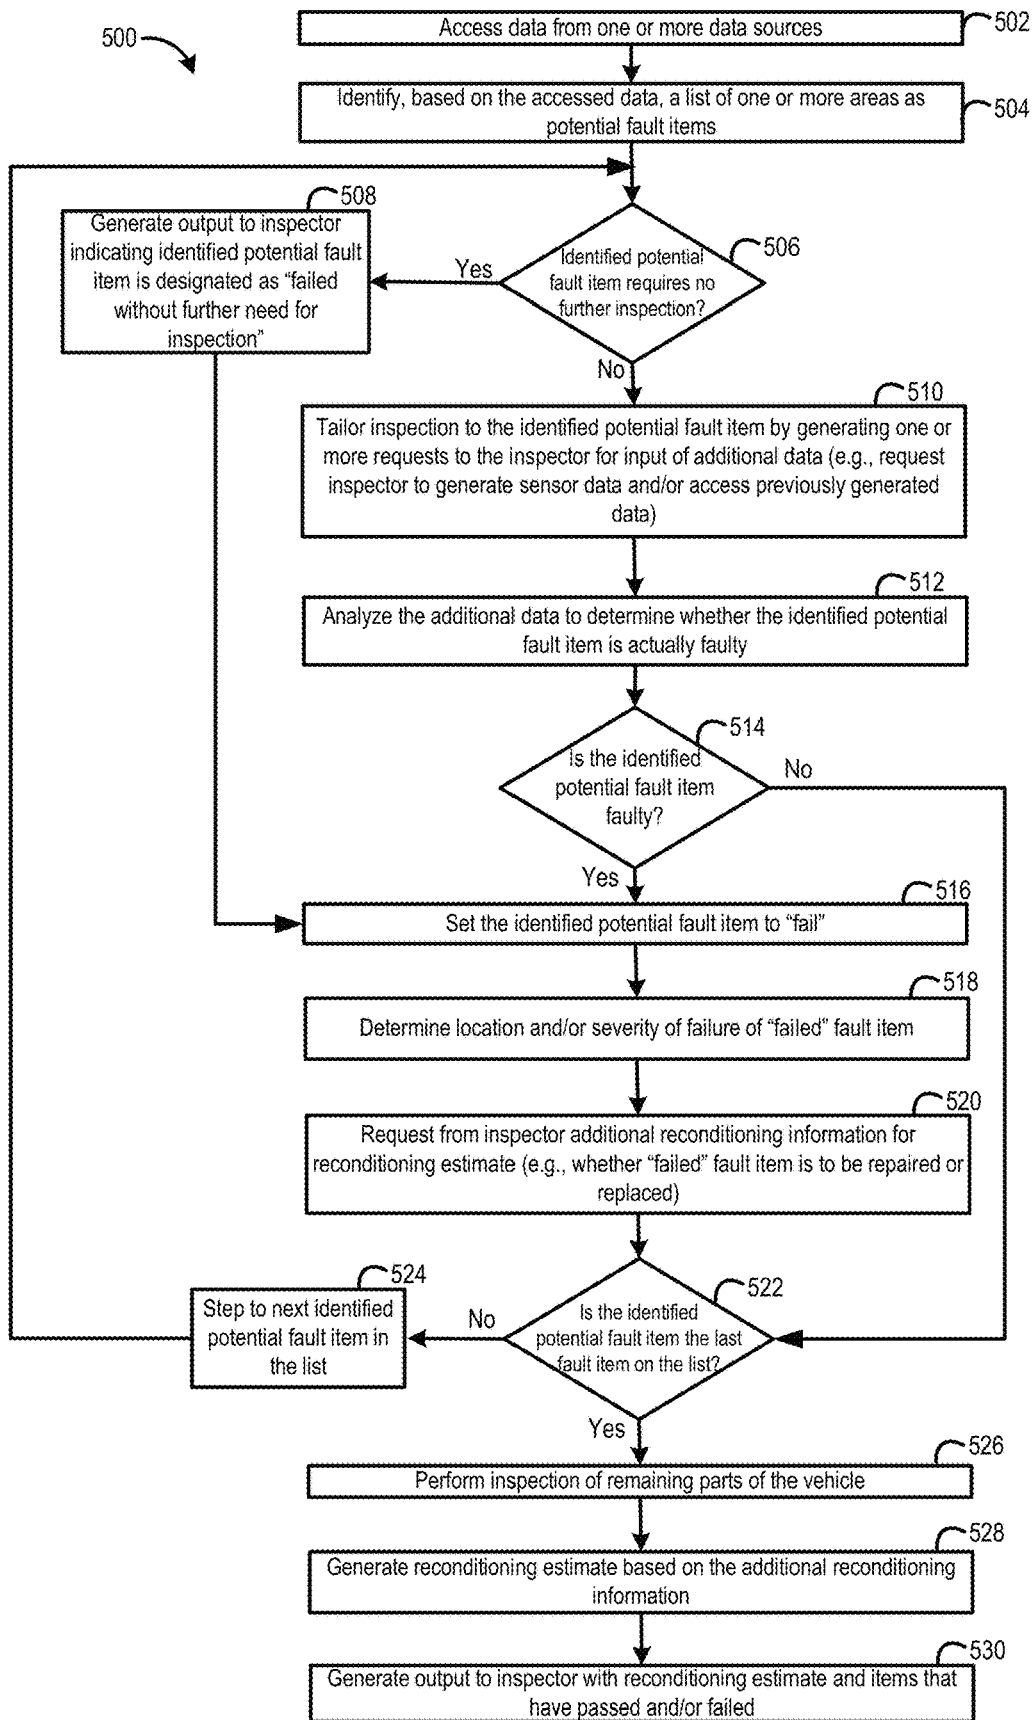 500
Access data from one or more data sources
502
Identify, based on the accessed data, a list of one or more areas as
potential fault items
504
508
Generate output to inspector
indicating identified potential fault
item is designated as “failed
without further need for
inspection”
Yes
506
Identified potential
fault item requires no
further inspection?
No
510
Tailor inspection to the identified potential fault item by generating one or
more requests to the inspector for input of additional data (e.g., request
inspector to generate sensor data and/or access previously generated
data)
512
Analyze the additional data to determine whether the identified potential
fault item is actually faulty
514
Is the identified
potential fault item
faulty?
No
Yes
516
Set the identified potential fault item to “fail”
518
Determine location and/or severity of failure of “failed” fault item
520
Request from inspector additional reconditioning information for
reconditioning estimate (e.g., whether “failed” fault item is to be repaired or
replaced)
524
Step to next identified
potential fault item in
the list
No
522
Is the identified
potential fault item the last
fault item on the list?
Yes
526
Perform inspection of remaining parts of the vehicle
528
Generate reconditioning estimate based on the additional reconditioning
information
530
Generate output to inspector with reconditioning estimate and items that
have passed and/or failed